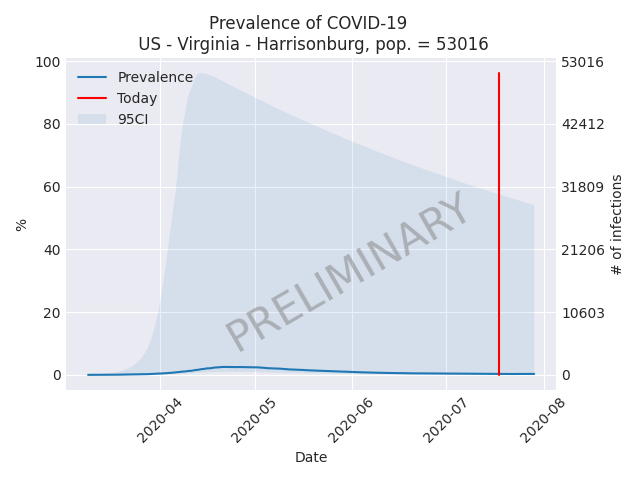 Prevalence of COVID-19
US - Virginia - Harrisonburg, pop. = 53016
100
80
60
40
20
0
%
Prevalence
Today
95CI
PRELIMINARY
53016
42412
31809
21206
10603
0
# of infections
2020-04
2020-05
2020-06
2020-07
2020-08
Date